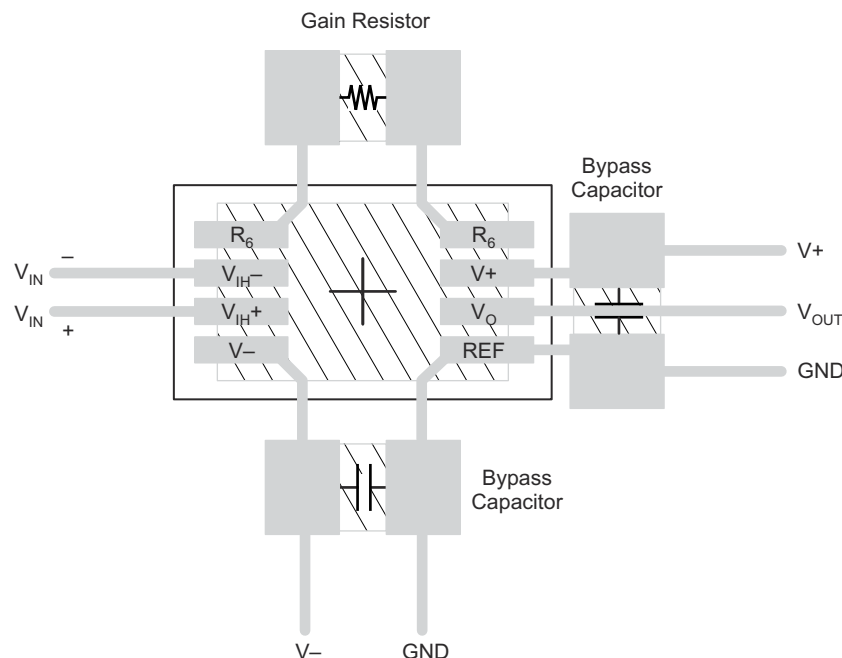 Gain Resistor
Bypass
Capacitor
R6
R6
V+
VIN –
VIH–
V+
VIN +
VIH+
VO
VOUT
V–
REF
GND
Bypass
Capacitor
V–
GND